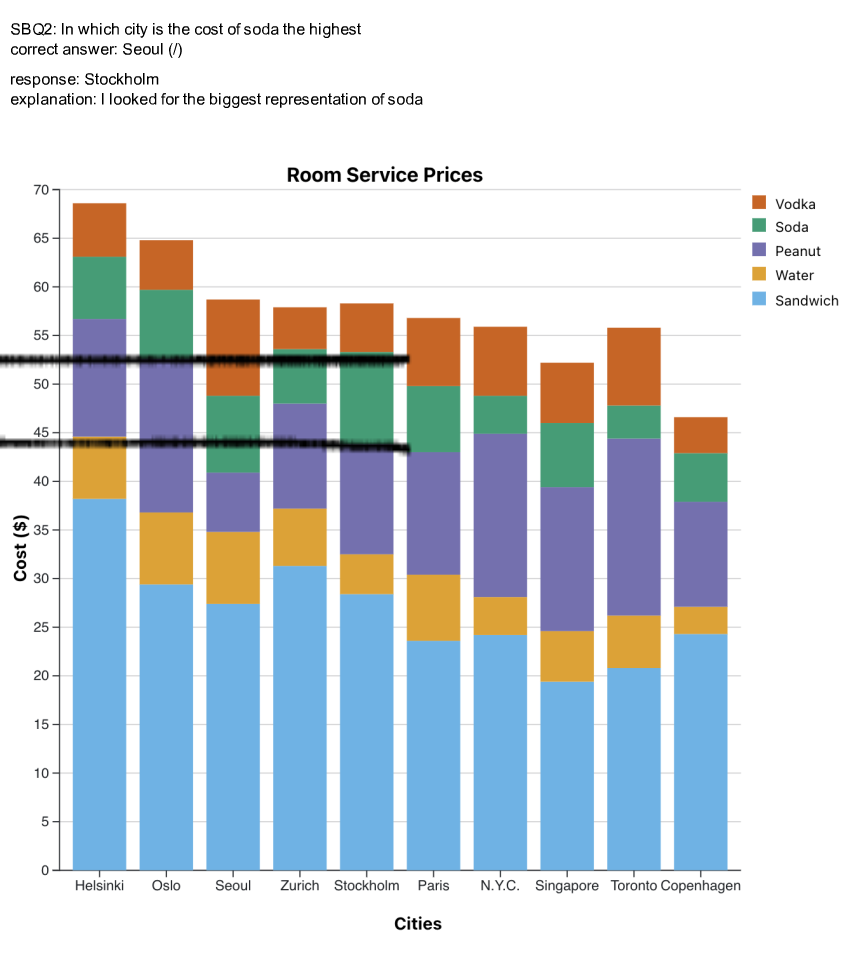 SBQ2: In which city is the cost of soda the highest
correct answer: Seoul (/)
response: Stockholm
explanation: I looked for the biggest representation of soda
Room Service Prices
70
65
60
55
50
45
40
35
30
25
20
15
10
5
0
Cost ($)
Vodka
Soda
Peanut
Water
Sandwich
Helsinki Oslo Seoul Zurich Stockholm Paris N.Y.C. Singapore Toronto Copenhagen
Cities